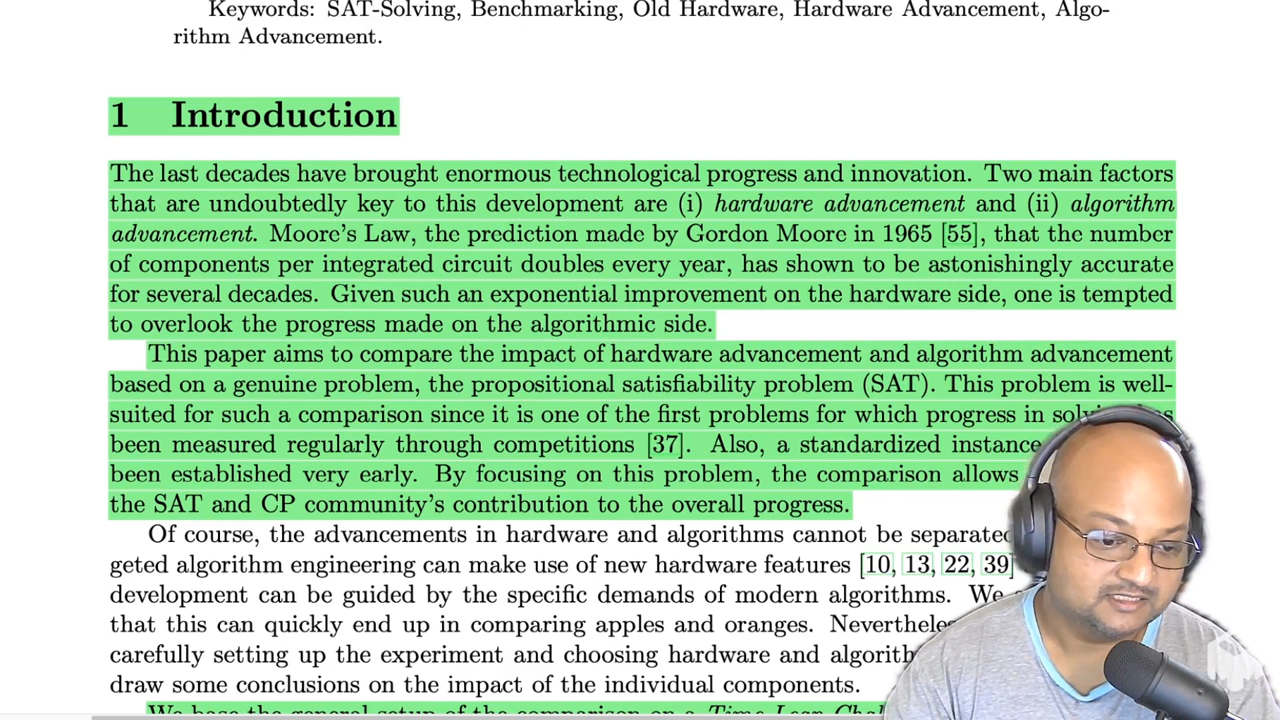 Keywords: SAT-Solving, Benchmarking, Old Hardware, Hardware Advancement, Algo-
rithm Advancement.
1 Introduction
The last decades have brought enormous technological progress and innovation. Two main factors
that are undoubtedly key to this development are (i) hardware advancement and (ii) algorithm
advancement. Moore's Law, the prediction made by Gordon Moore in 1965 [55], that the number
of components per integrated circuit doubles every year, has shown to be astonishingly accurate
for several decades. Given such an exponential improvement on the hardware side, one is tempted
to overlook the progress made on the algorithmic side.
This paper aims to compare the impact of hardware advancement and algorithm advancement
based on a genuine problem, the propositional satisfiability problem (SAT). This problem is well-
suited for such a comparison since it is one of the first problems for which progress in
been measured regularly through competitions [37]. Also, a standardized instance
been established very early. By focusing on this problem, the comparison allows
the SAT and CP community's contribution to the overall progress.
Of course, the advancements in hardware and algorithms cannot be separated
geted algorithm engineering can make use of new hardware features [10, 13, 22, 39]
development can be guided by the specific demands of modern algorithms. We
that this can quickly end up in comparing apples and oranges.
carefully setting up the experiment and choosing hardware and
draw some conclusions on the impact of the individual components.
We base the general setup of the comparison on a Time Leap